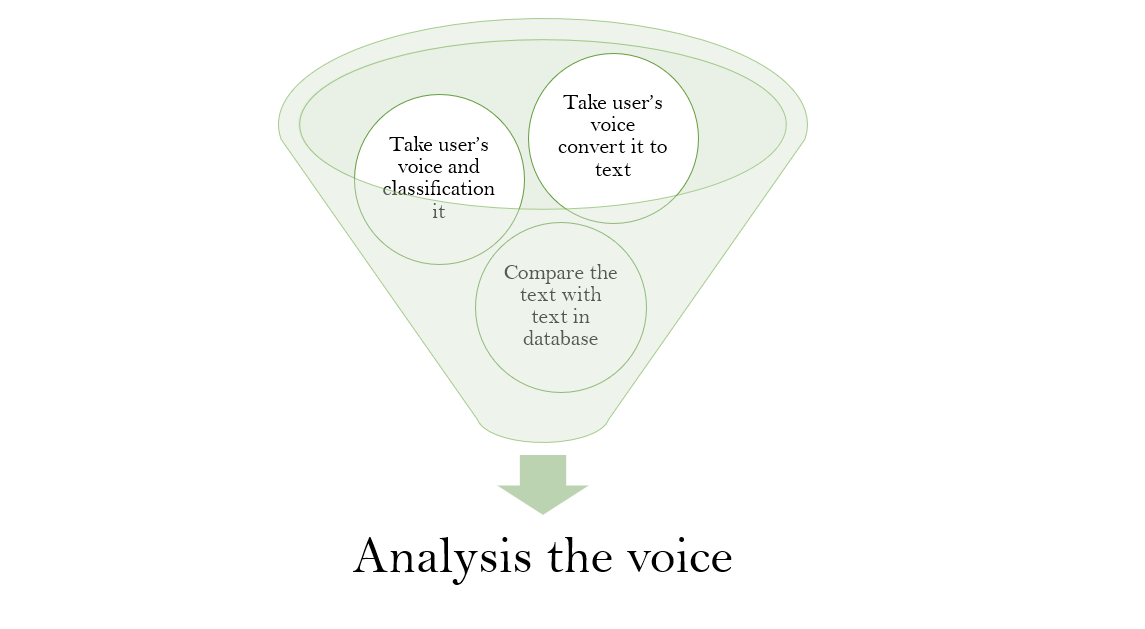 Take user’s
voice
convert it to
text
Take user’s
voice and
classification
it
Compare the
text with
text in
database
Analysis the voice